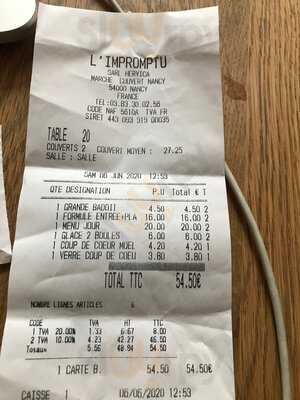 L'IMPROMPTU
SARL HERVICA
MARCHE COUVERT NANCY
54000 NANCY
FRANCE
TEL:03.83.30.02.56
CODE NAF 5610A TVA FR
SIRET 443 093 919 00035
TABLE 20
COUVERTS 2 COUVERT MOYEN : 27.25
SALLE : SALLE
SAM 06 JUN 2020 12:53
QTE DESIGNATION P.U Total € T
1 GRANDE BADOIT 4.50 4.50 2
1 FORMULE ENTREE+PLA 16.00 16.00 2
1 MENU JOUR 20.00 20.00 2
1 GLACE 2 BOULES 6.00 6.00 2
1 COUP DE COEUR MOEL 4.20 4.20 1
1 VERRE COUP DE COEU 3.80 3.80 1
TOTAL TTC 54.50€
NOMBRE LIGNES ARTICLES 6
CODE TVA HT TTC
1 TVA 20.00% 1.33 6.67 8.00
2 TVA 10.00% 4.23 42.27 46.50
Totaux 5.56 48.94 54.50
1 CARTE B. 54.50 54.50€
CAISSE 1 06/06/2020 12:53